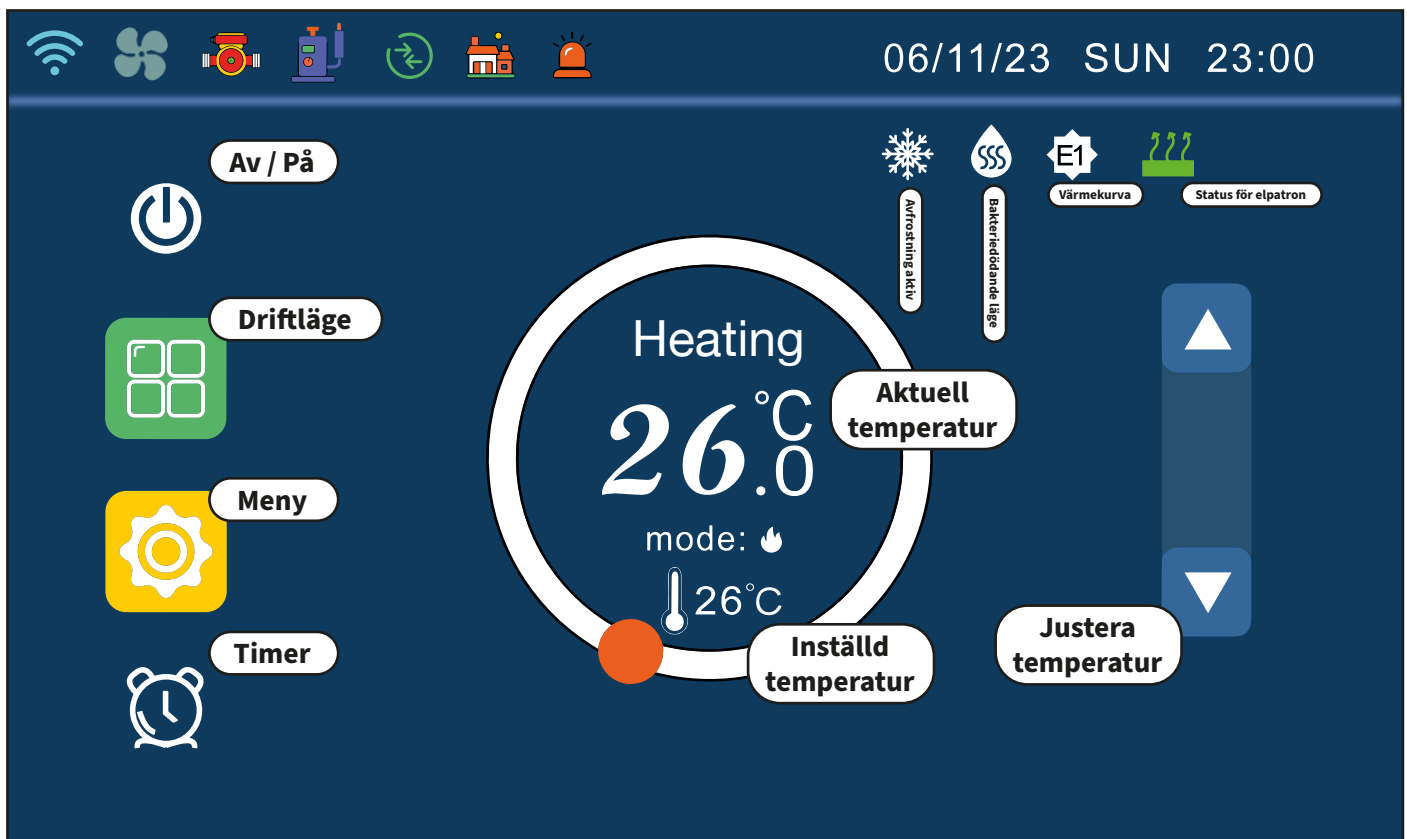 06/11/23 SUN 23:00
Av / På
E1
Värmekurva
Status för elpatron
Avfrostning aktiv
Bakteriedödande läge
Driftläge
Heating
26.0 °C
Aktuell
temperatur
Meny
mode:
26°C
Timer
Inställd
temperatur
Justera
temperatur